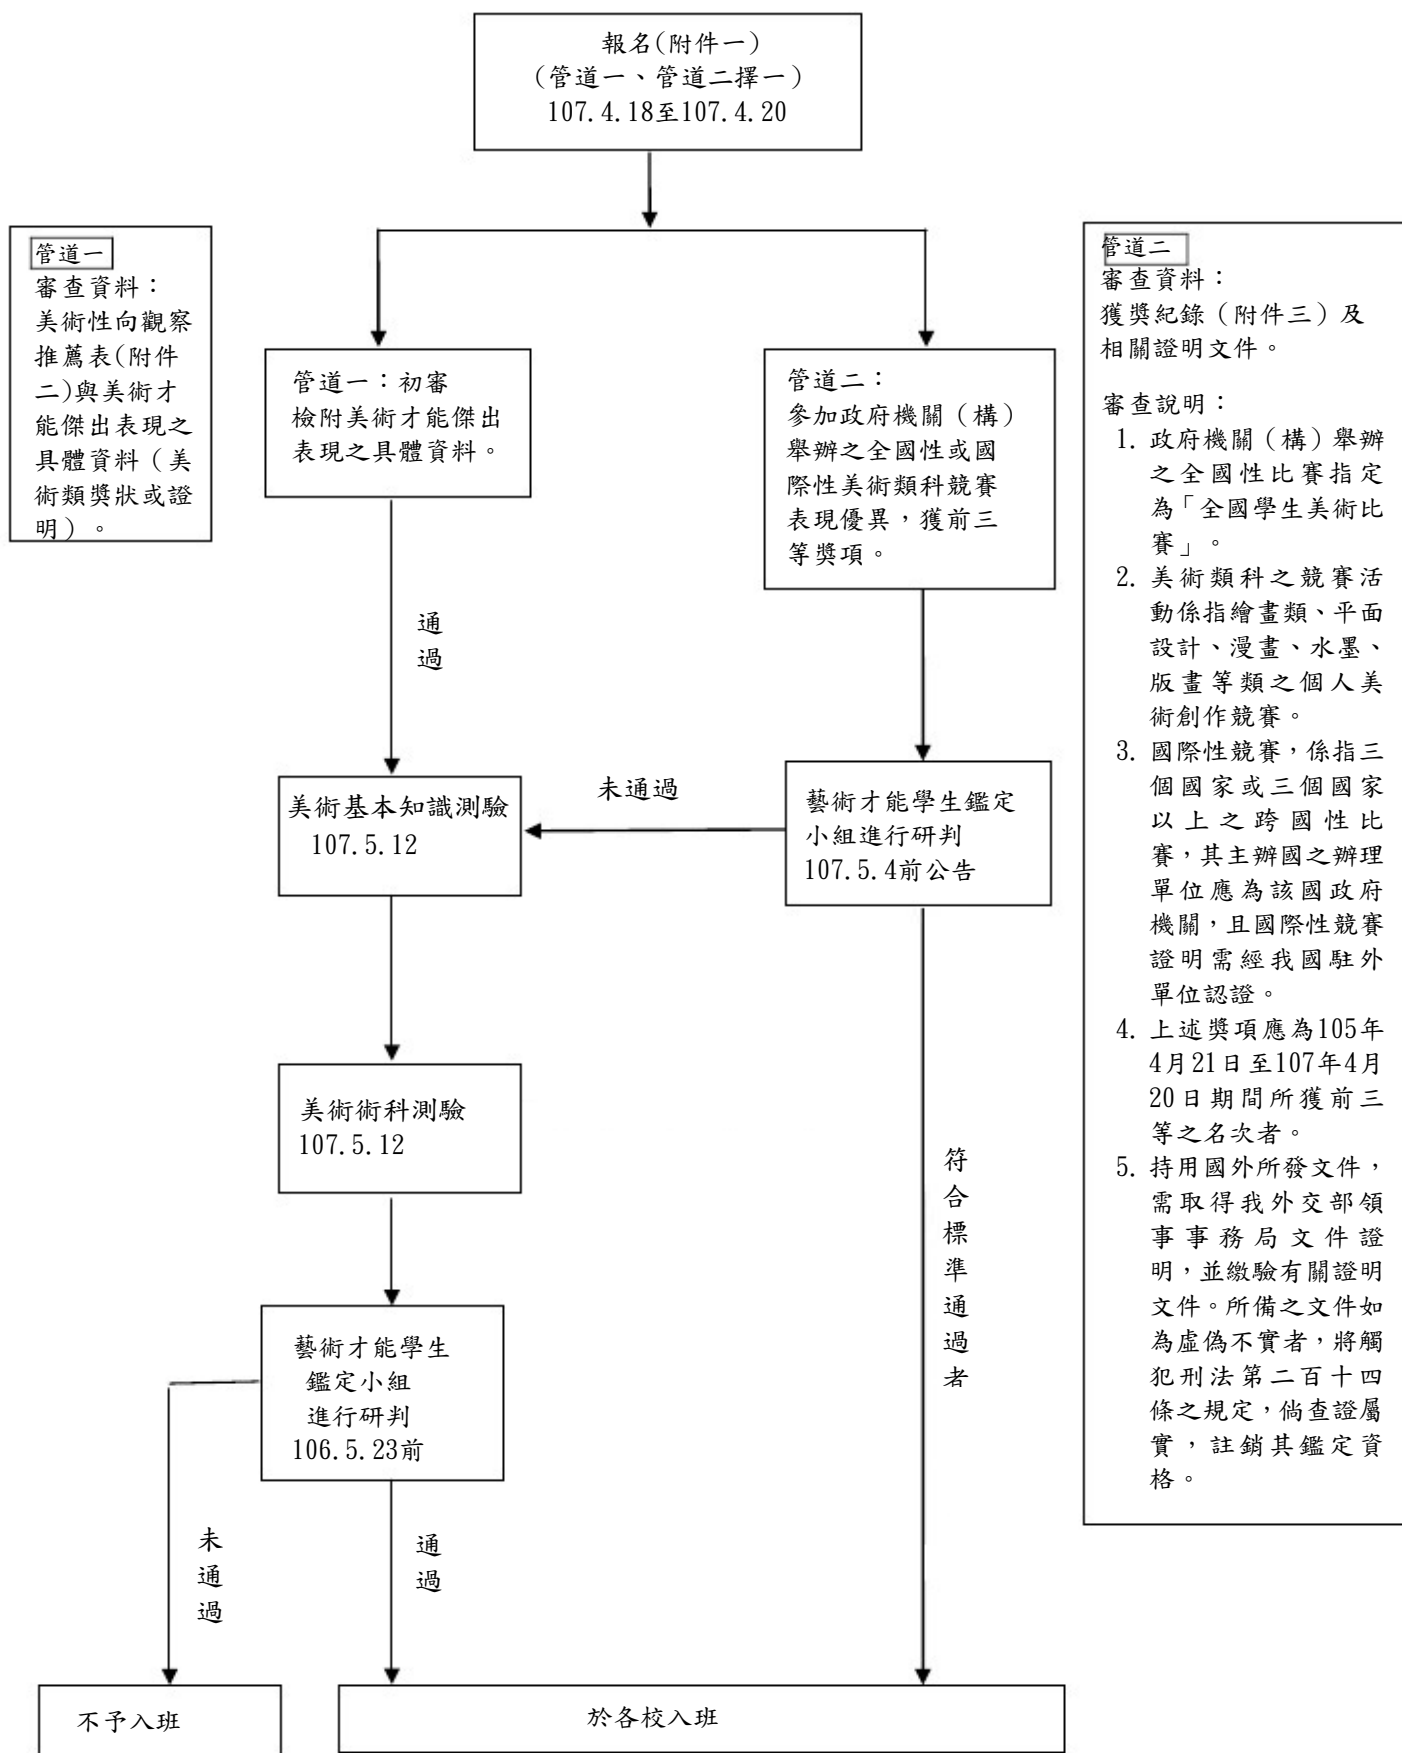 報名(附件一)
(管道一、管道二擇一)
107.4.18至107.4.20
管道一
審查資料：
美術性向觀察
推薦表(附件
二)與美術才
能傑出表現之
具體資料（美
術類獎狀或證
明）。
管道一：初審
檢附美術才能傑出
表現之具體資料。
管道二：
參加政府機關（構）
舉辦之全國性或國
際性美術類科競賽
表現優異，獲前三
等獎項。
管道二
審查資料：
獲獎紀錄（附件三）及
相關證明文件。
審查說明：
1. 政府機關（構）舉辦
之全國性比賽指定
為「全國學生美術比
賽」。
2. 美術類科之競賽活
動係指繪畫類、平面
設計、漫畫、水墨、
版畫等類之個人美
術創作競賽。
3. 國際性競賽，係指三
個國家或三個國家
以上之跨國性比
賽，其主辦國之辦理
單位應為該國政府
機關，且國際性競賽
證明需經我國駐外
單位認證。
4. 上述獎項應為105年
4月21日至107年4月
20日期間所獲前三
等之名次者。
5. 持用國外所發文件，
需取得我外交部領
事事務局文件證
明，並繳驗有關證明
文件。所備之文件如
為虛偽不實者，將觸
犯刑法第二百十四
條之規定，倘查證屬
實，註銷其鑑定資
格。
通
過
美術基本知識測驗
107.5.12
未通過
藝術才能學生鑑定
小組進行研判
107.5.4前公告
美術術科測驗
107.5.12
符
合
標
準
通
過
者
藝術才能學生
鑑定小組
進行研判
106.5.23前
未
通
過
通
過
不予入班
於各校入班